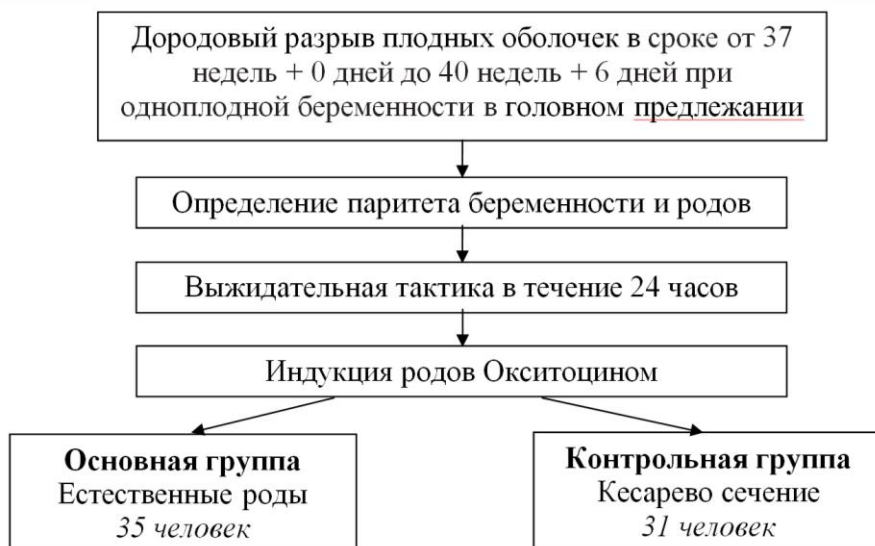 Дородовый разрыв плодных оболочек в сроке от 37
недель + 0 дней до 40 недель + 6 дней при
одноплодной беременности в головном предлежании
Определение паритета беременности и родов
Выжидательная тактика в течение 24 часов
Индукция родов Окситоцином
Основная группа
Естественные роды
35 человек
Контрольная группа
Кесарево сечение
31 человек